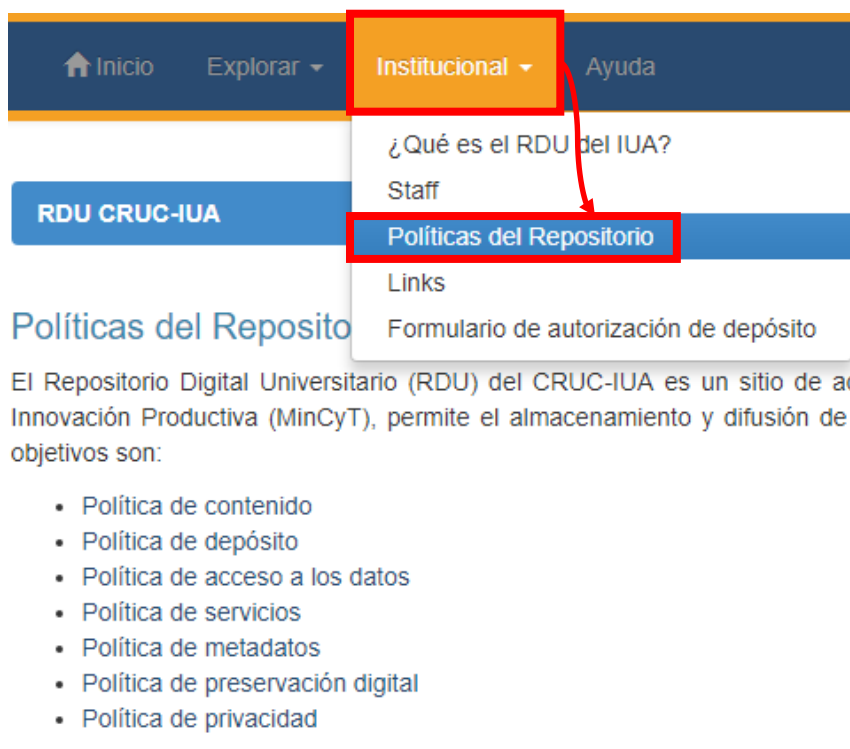 Inicio Explorar Institucional Ayuda
¿Qué es el RDU del IUA?
Staff
RDU CRUC-IUA
Políticas del Repositorio
Links
Formulario de autorización de depósito
Políticas del Reposito
El Repositorio Digital Universitario (RDU) del CRUC-IUA es un sitio de
Innovación Productiva (MinCyT), permite el almacenamiento y difusión de
objetivos son:
• Política de contenido
• Política de depósito
• Política de acceso a los datos
• Política de servicios
• Política de metadatos
• Política de preservación digital
• Política de privacidad